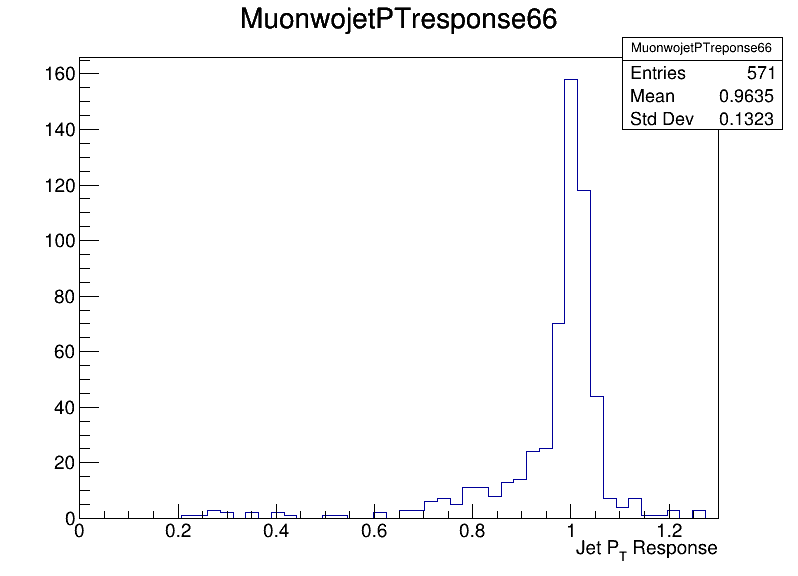 MuonwojetPTresponse66
MuonwojetPTreponse66
Entries 571
Mean 0.9635
Std Dev 0.1323
160
140
120
100
80
60
40
20
0
0 0.2 0.4 0.6 0.8 1 1.2
Jet PT Response